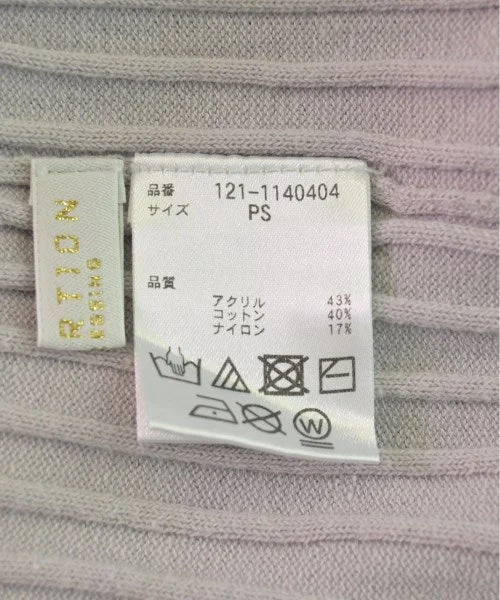 RTION
品番 121-1140404
サイズ PS
品質
アクリル 43%
コットン 40%
ナイロン 17%
W